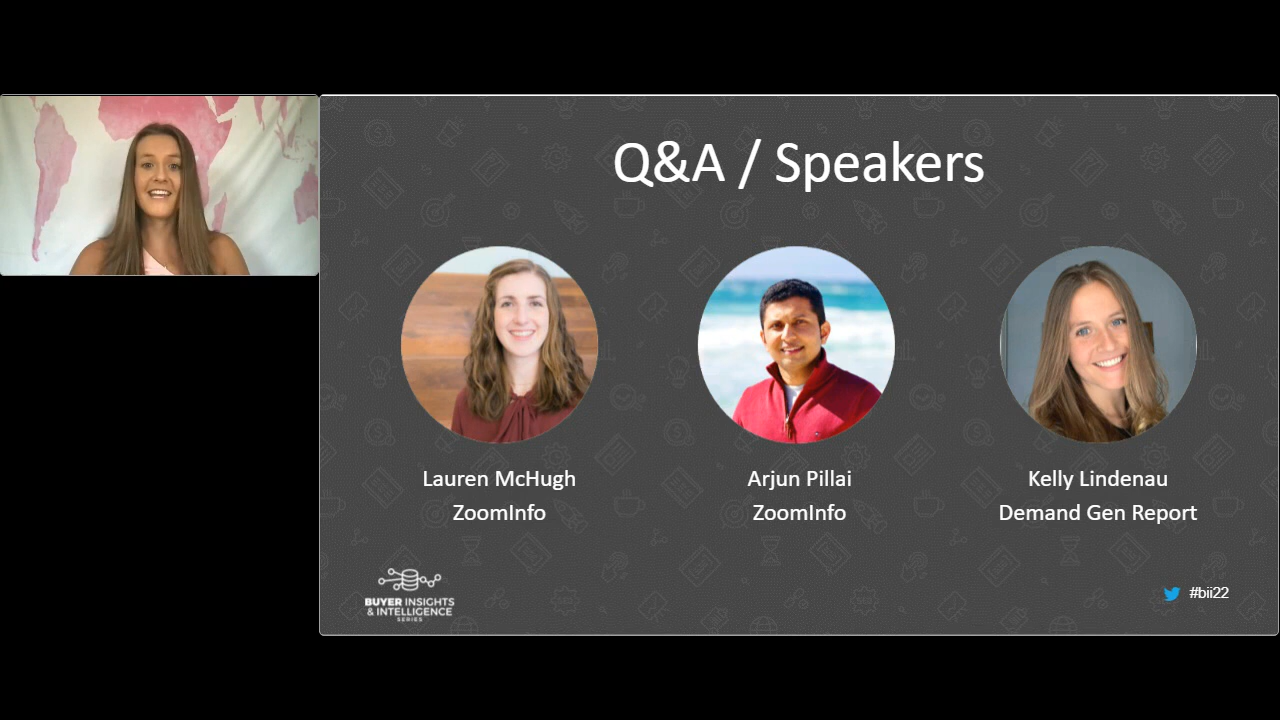 Q&A / Speakers
Lauren McHugh
ZoomInfo
Arjun Pillai
ZoomInfo
Kelly Lindenau
Demand Gen Report
BUYER INSIGHTS
& INTELLIGENCE
SERIES
#bii22